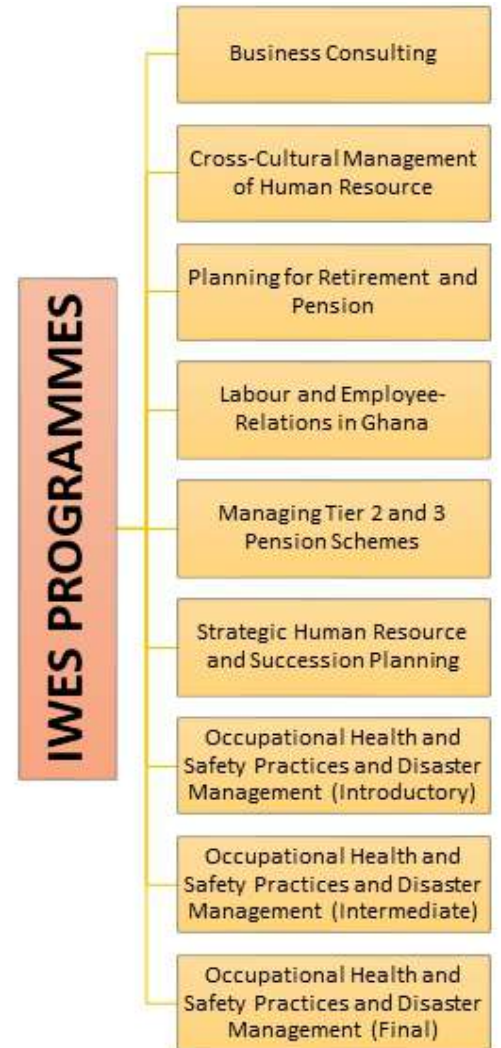 IWES PROGRAMMES
Business Consulting
Cross-Cultural Management
of Human Resource
Planning for Retirement and
Pension
Labour and Employee-
Relations in Ghana
Managing Tier 2 and 3
Pension Schemes
Strategic Human Resource
and Succession Planning
Occupational Health and
Safety Practices and Disaster
Management (Introductory)
Occupational Health and
Safety Practices and Disaster
Management (Intermediate)
Occupational Health and
Safety Practices and Disaster
Management (Final)